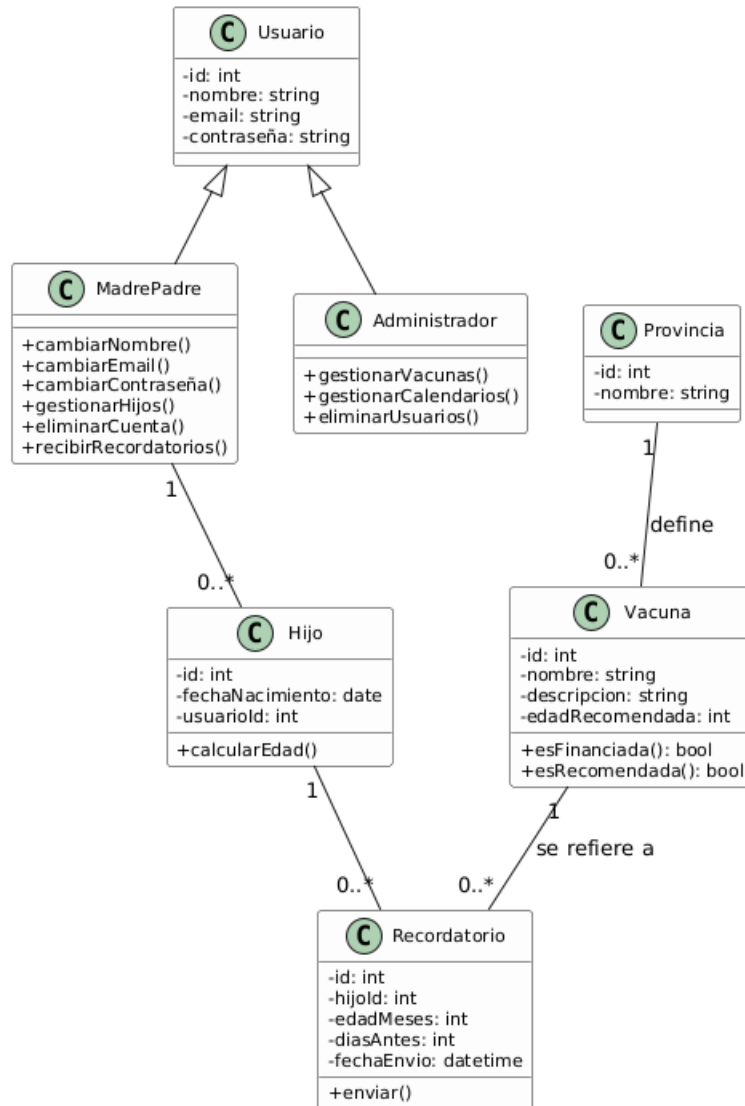 C Usuario
-id: int
-nombre: string
-email: string
-contraseña: string
C MadrePadre
+cambiarNombre()
+cambiarEmail()
+cambiarContraseña()
+gestionarHijos()
+eliminarCuenta()
+recibirRecordatorios()
C Administrador
+gestionarVacunas()
+gestionarCalendarios()
+eliminarUsuarios()
C Provincia
-id: int
-nombre: string
1
0..*
1
define
0..*
C Hijo
-id: int
-fechaNacimiento: date
-usuarioId: int
+calcularEdad()
C Vacuna
-id: int
-nombre: string
-descripcion: string
-edadRecomendada: int
+esFinanciada(): bool
+esRecomendada(): bool
1
0..*
1
se refiere a
0..*
C Recordatorio
-id: int
-hijoId: int
-edadMeses: int
-diasAntes: int
-fechaEnvio: datetime
+enviar()